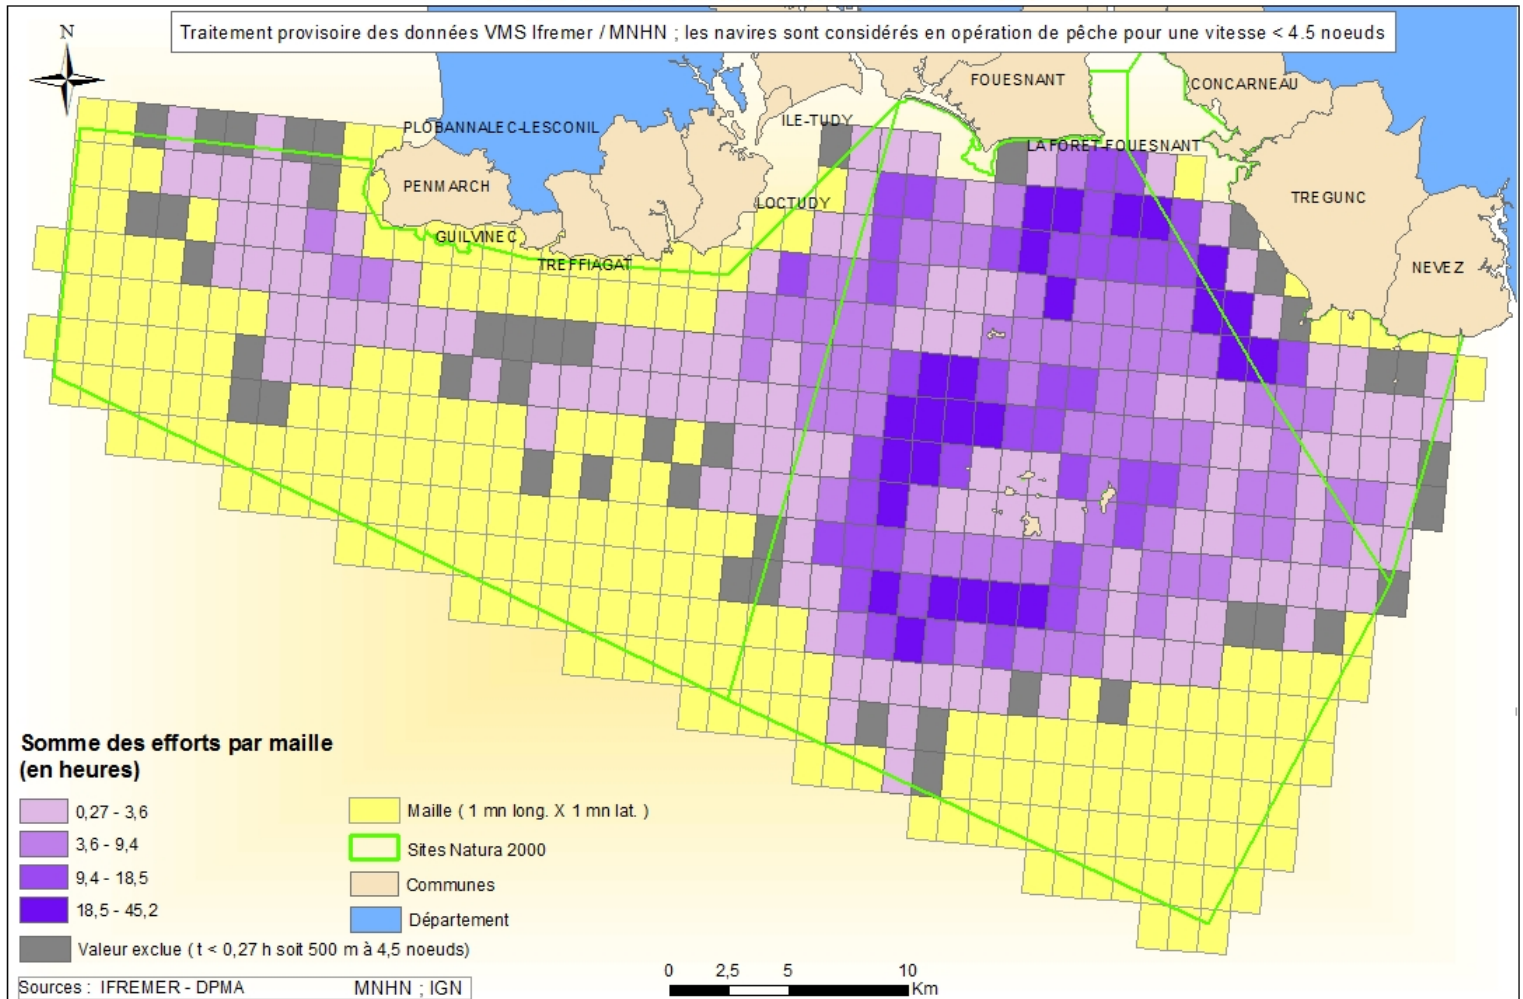 Traitement provisoire des données VMS Ifremer / MNHN ; les navires sont considérés en opération de pêche pour une vitesse < 4.5 noeuds
N
FOUESNANT
CONCARNEAU
ILE-TUDY
PLOBANNALEC-LESCONIL
LA FORET-FOUESNANT
PENMARCH
TREGUNC
LOCTUDY
GUILVINEC
TREFFIAGAT
NEVEZ
Somme des efforts par maille
(en heures)
0,27 - 3,6
3,6 - 9,4
9,4 - 18,5
18,5 - 45,2
Valeur exclue ( t < 0,27 h soit 500 m à 4,5 noeuds)
Maille ( 1 mn long. X 1 mn lat. )
Sites Natura 2000
Communes
Département
0 2,5 5 10
Km
Sources : IFREMER - DPMA MNHN ; IGN